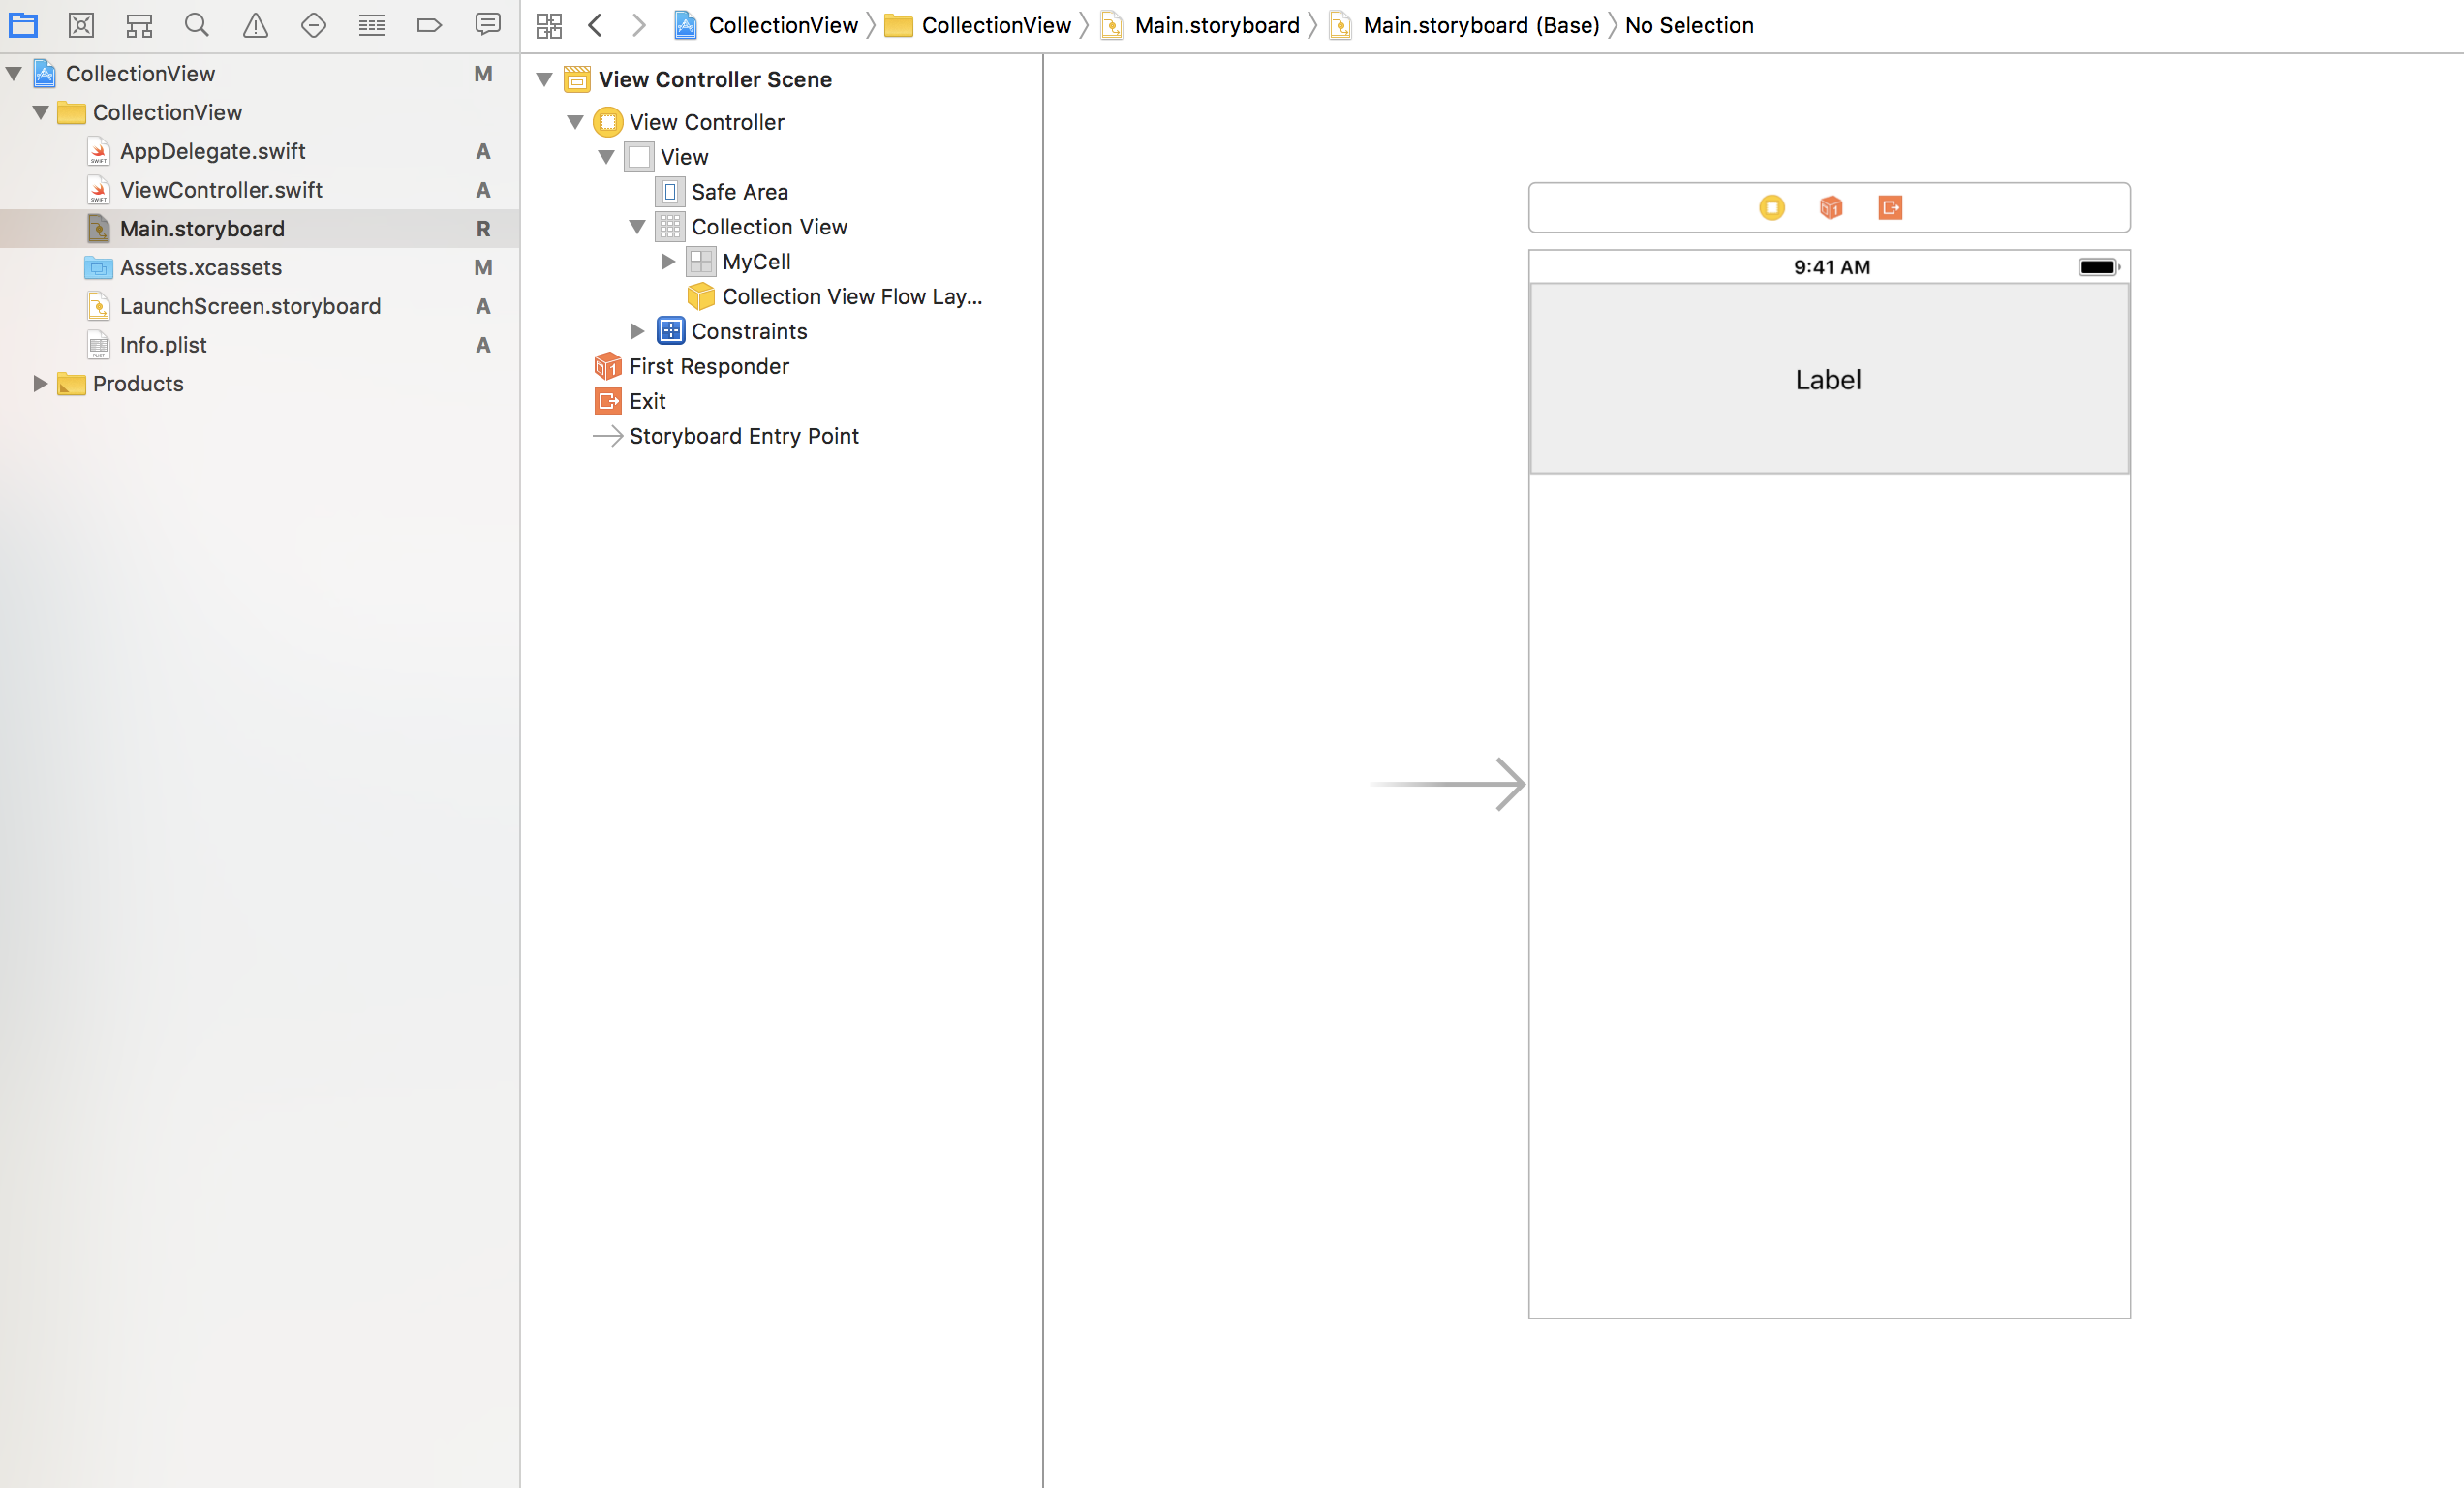 CollectionView CollectionView Main.storyboard Main.storyboard (Base) No Selection
CollectionView M
CollectionView
AppDelegate.swift A
ViewController.swift A
Main.storyboard R
Assets.xcassets M
LaunchScreen.storyboard A
Info.plist A
Products
View Controller Scene
View Controller
View
Safe Area
Collection View
MyCell
Collection View Flow Lay...
Constraints
First Responder
Exit
Storyboard Entry Point
9:41 AM
Label